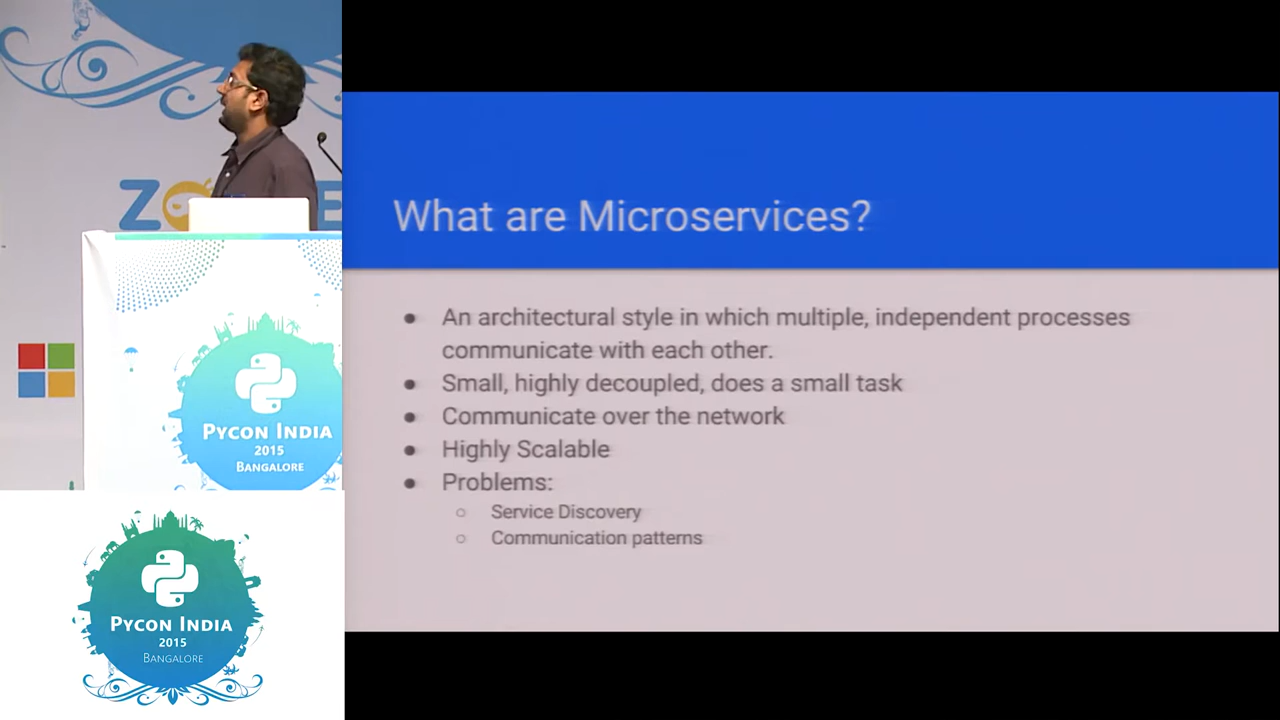 What are Microservices?
● An architectural style in which multiple, independent processes
communicate with each other.
● Small, highly decoupled, does a small task
● Communicate over the network
● Highly Scalable
● Problems:
○ Service Discovery
○ Communication patterns
PYCON INDIA
2015
BANGALORE
PYCON INDIA
2015
BANGALORE